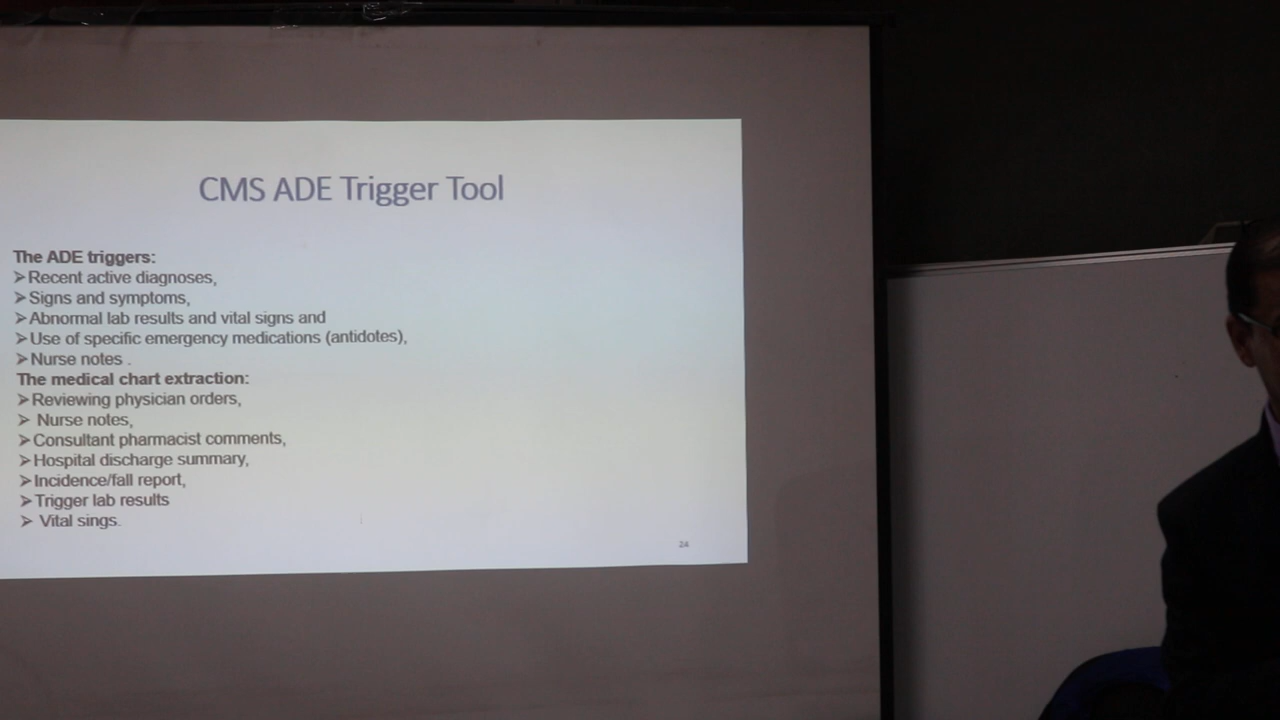 CMS ADE Trigger Tool
The ADE triggers:
➢Recent active diagnoses,
➢Signs and symptoms,
➢Abnormal lab results and vital signs and
➢Use of specific emergency medications (antidotes),
➢Nurse notes .
The medical chart extraction:
➢Reviewing physician orders,
➢ Nurse notes,
➢Consultant pharmacist comments,
➢Hospital discharge summary,
➢Incidence/fall report,
➢Trigger lab results
➢ Vital sings.
24